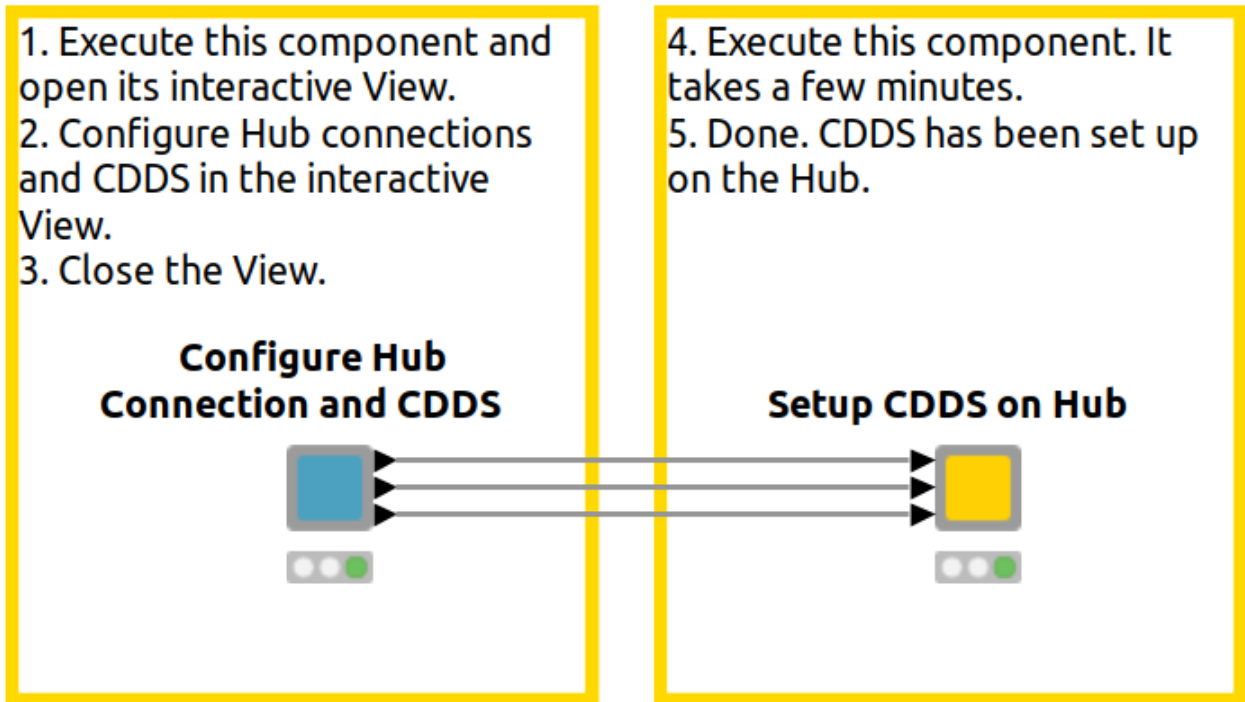 1. Execute this component and
open its interactive View.
2. Configure Hub connections
and CDDS in the interactive
View.
3. Close the View.
Configure Hub
Connection and CDDS
4. Execute this component. It
takes a few minutes.
5. Done. CDDS has been set up
on the Hub.
Setup CDDS on Hub